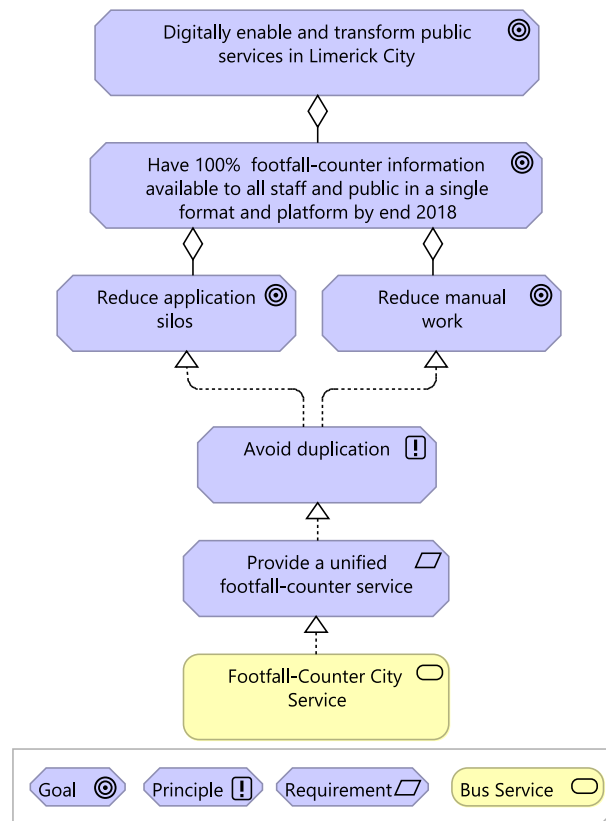 Digitally enable and transform public
services in Limerick City
Have 100% footfall-counter information
available to all staff and public in a single
format and platform by end 2018
Reduce application
silos
Reduce manual
work
Avoid duplication
Provide a unified
footfall-counter service
Footfall-Counter City
Service
Goal
Principle
Requirement
Bus Service